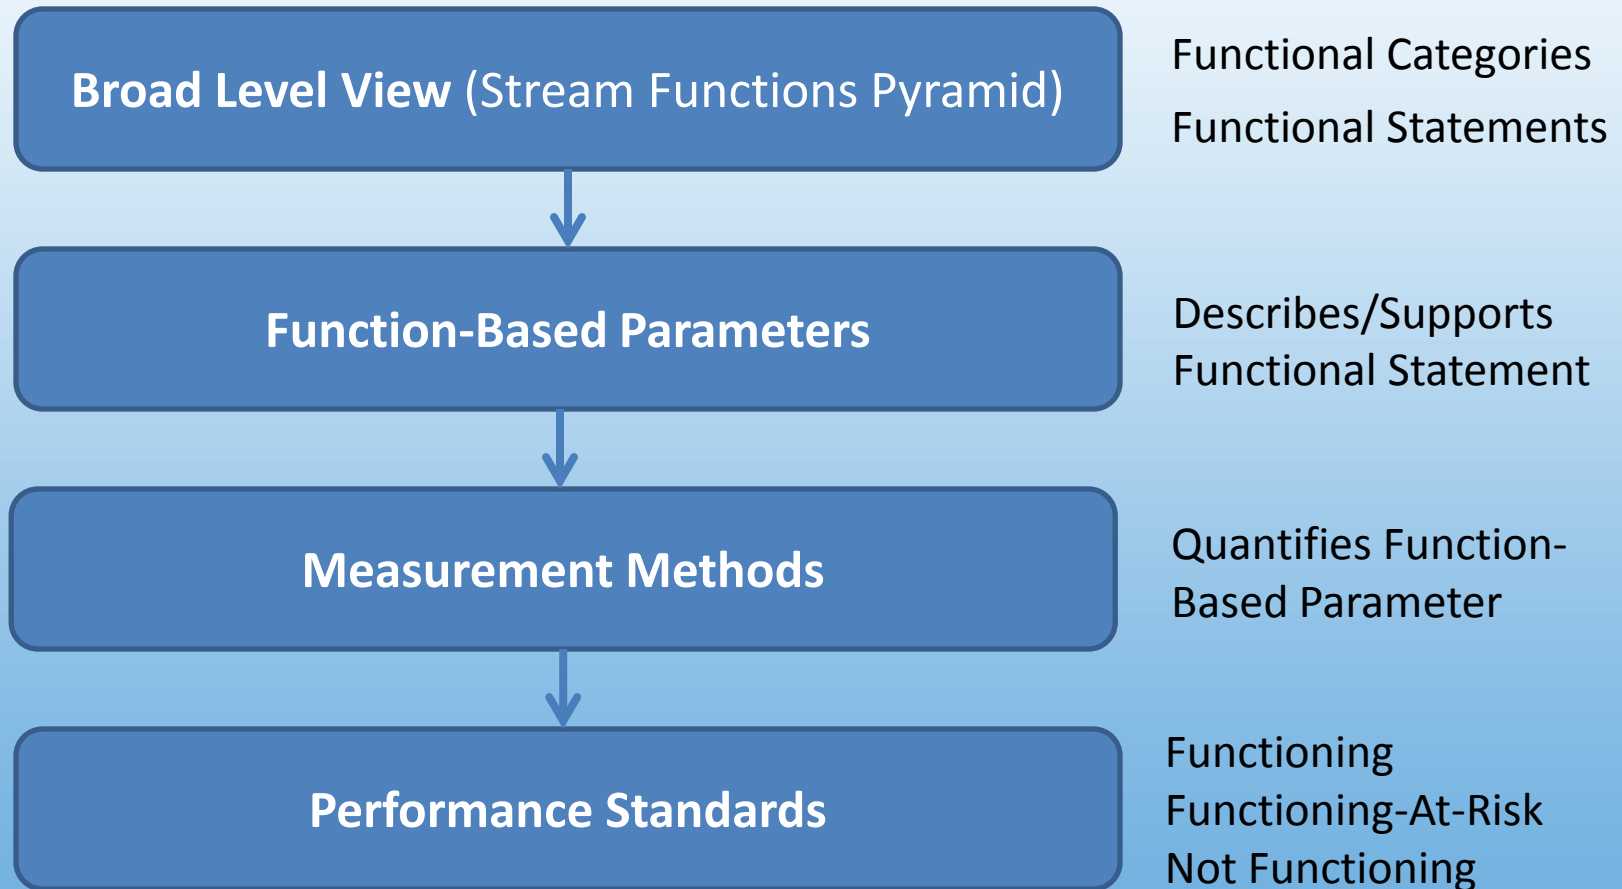 Broad Level View (Stream Functions Pyramid)
Functional Categories
Functional Statements
Function-Based Parameters
Describes/Supports
Functional Statement
Measurement Methods
Quantifies Function-
Based Parameter
Performance Standards
Functioning
Functioning-At-Risk
Not Functioning